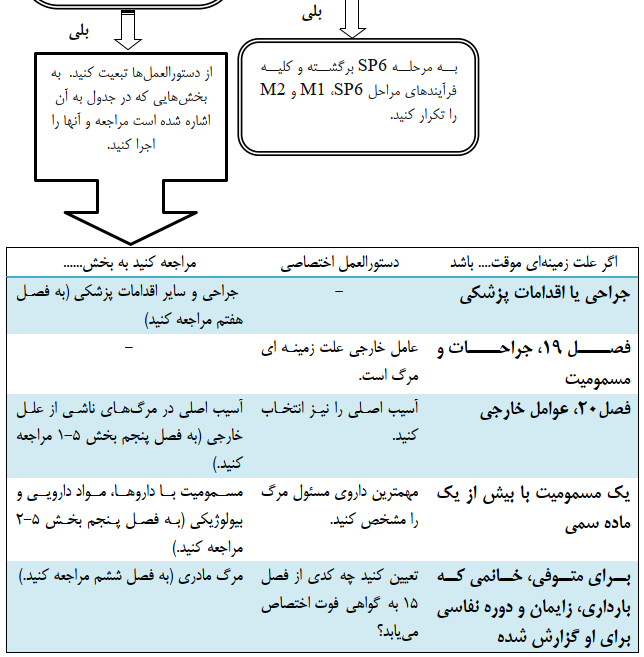 بلی
بلی
به مرحله SP6 برگشته و کلیه
فرآیندهای مراحل SP6، M1 و M2
را تکرار کنید.
از دستورالعمل‌ها تبعیت کنید. به
بخش‌هایی که در جدول به آن
اشاره شده است مراجعه و آنها را
اجرا کنید.
اگر علت زمینه‌ای موقت.... باشد
دستورالعمل اختصاصی
مراجعه کنید به بخش......
جراحی یا اقدامات پزشکی
–
جراحی و سایر اقدامات پزشکی (به فصل
هفتم مراجعه کنید)
فصل ۱۹، جراحات و
مسمومیت
عامل خارجی علت زمینه ای
مرگ است.
–
فصل۲۰، عوامل خارجی
آسیب اصلی را نیز انتخاب
کنید.
آسیب اصلی در مرگ‌های ناشی از علل
خارجی (به فصل پنجم بخش ۵-۱ مراجعه
کنید.)
یک مسمومیت با بیش از یک
ماده سمی
مهمترین داروی مسئول مرگ
را مشخص کنید.
مسمومیت با داروها، مواد دارویی و
بیولوژیکی (به فصل پنجم بخش ۵-۲
مراجعه کنید.)
برای متوفی، خانمی که
بارداری، زایمان و دوره نفاسی
برای او گزارش شده
تعیین کنید چه کدی از فصل
۱۵ به گواهی فوت اختصاص
می‌یابد؟
مرگ مادری (به فصل ششم مراجعه کنید.)